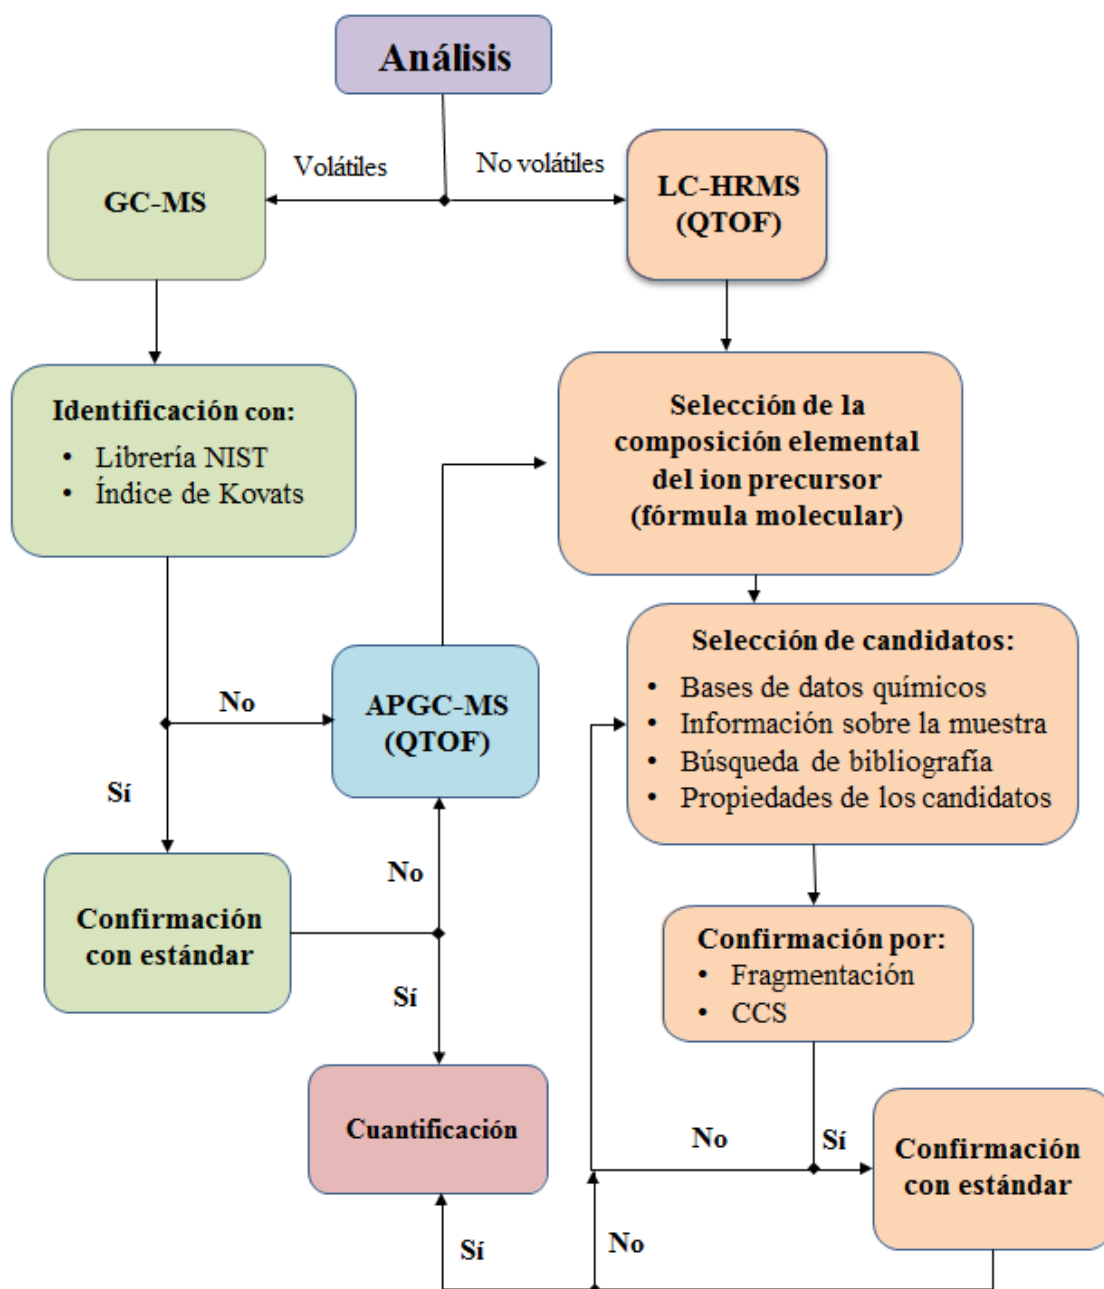 Análisis
Volátiles
No volátiles
GC-MS
LC-HRMS
(QTOF)
Identificación con:
• Librería NIST
• Índice de Kovats
Selección de la
composición elemental
del ion precursor
(fórmula molecular)
Selección de candidatos:
• Bases de datos químicos
• Información sobre la muestra
• Búsqueda de bibliografía
• Propiedades de los candidatos
No
APGC-MS
(QTOF)
Sí
No
Confirmación
con estándar
Sí
Confirmación por:
• Fragmentación
• CCS
Cuantificación
No
Sí
Confirmación
con estándar
Sí
No